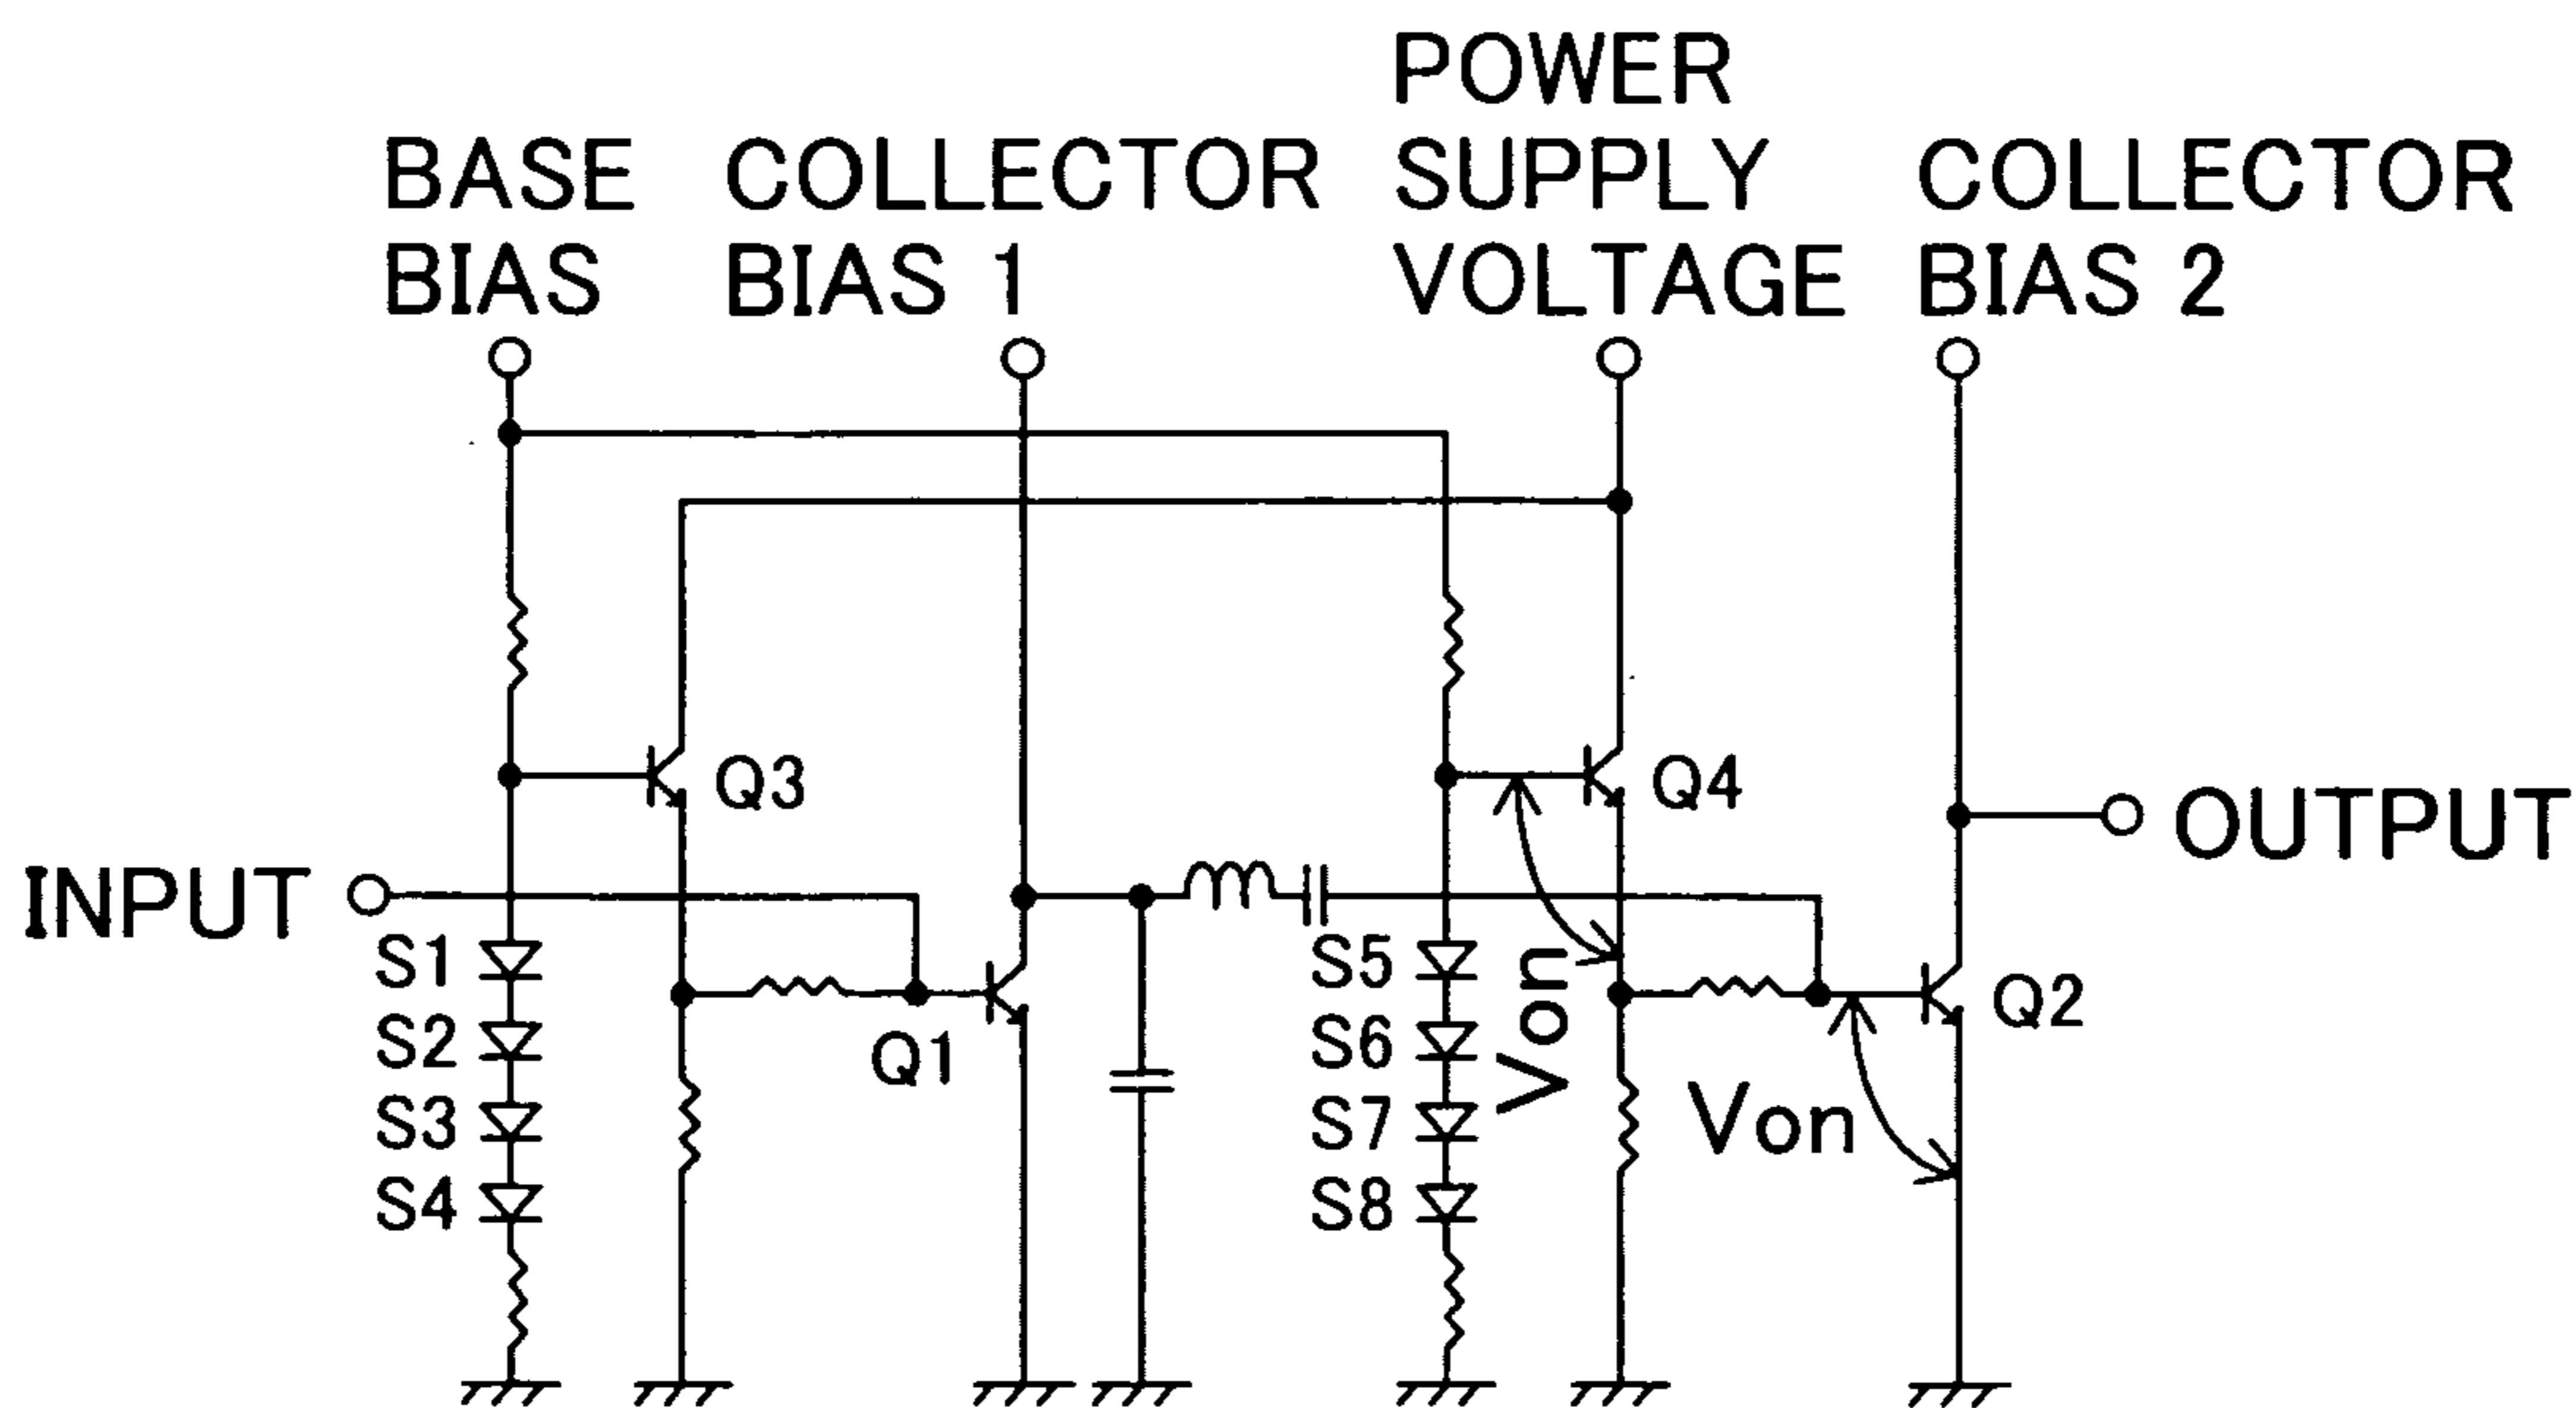 BASE
BIAS
COLLECTOR
BIAS 1
POWER
SUPPLY
VOLTAGE
COLLECTOR
BIAS 2
Q3
Q4
INPUT
OUTPUT
S1
S2
S3
S4
Q1
S5
S6
S7
S8
Von
Von
Q2